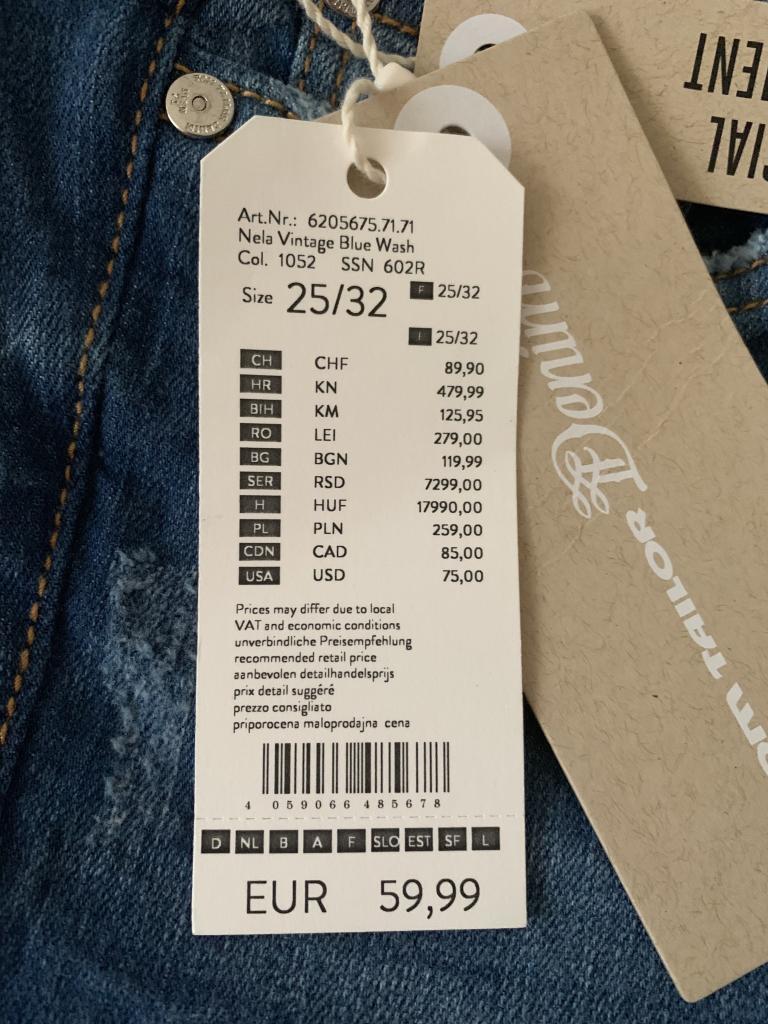 Art.Nr.: 6205675.71.71
Nela Vintage Blue Wash
Col. 1052 SSN 602R
Size 25/32 F 25/32
I 25/32
CH CHF 89,90
HR KN 479,99
BIH KM 125,95
RO LEI 279,00
BG BGN 119,99
SER RSD 7299,00
H HUF 17990,00
PL PLN 259,00
CDN CAD 85,00
USA USD 75,00
Prices may differ due to local
VAT and economic conditions
unverbindliche Preisempfehlung
recommended retail price
aanbevolen detailhandelsprijs
prix detail suggéré
prezzo consigliato
priporocena maloprodajna cena
4 059066 485678
D NL B A F SLO EST SF L
EUR 59,99
OM TAILOR
Denim
CIAL
MENT